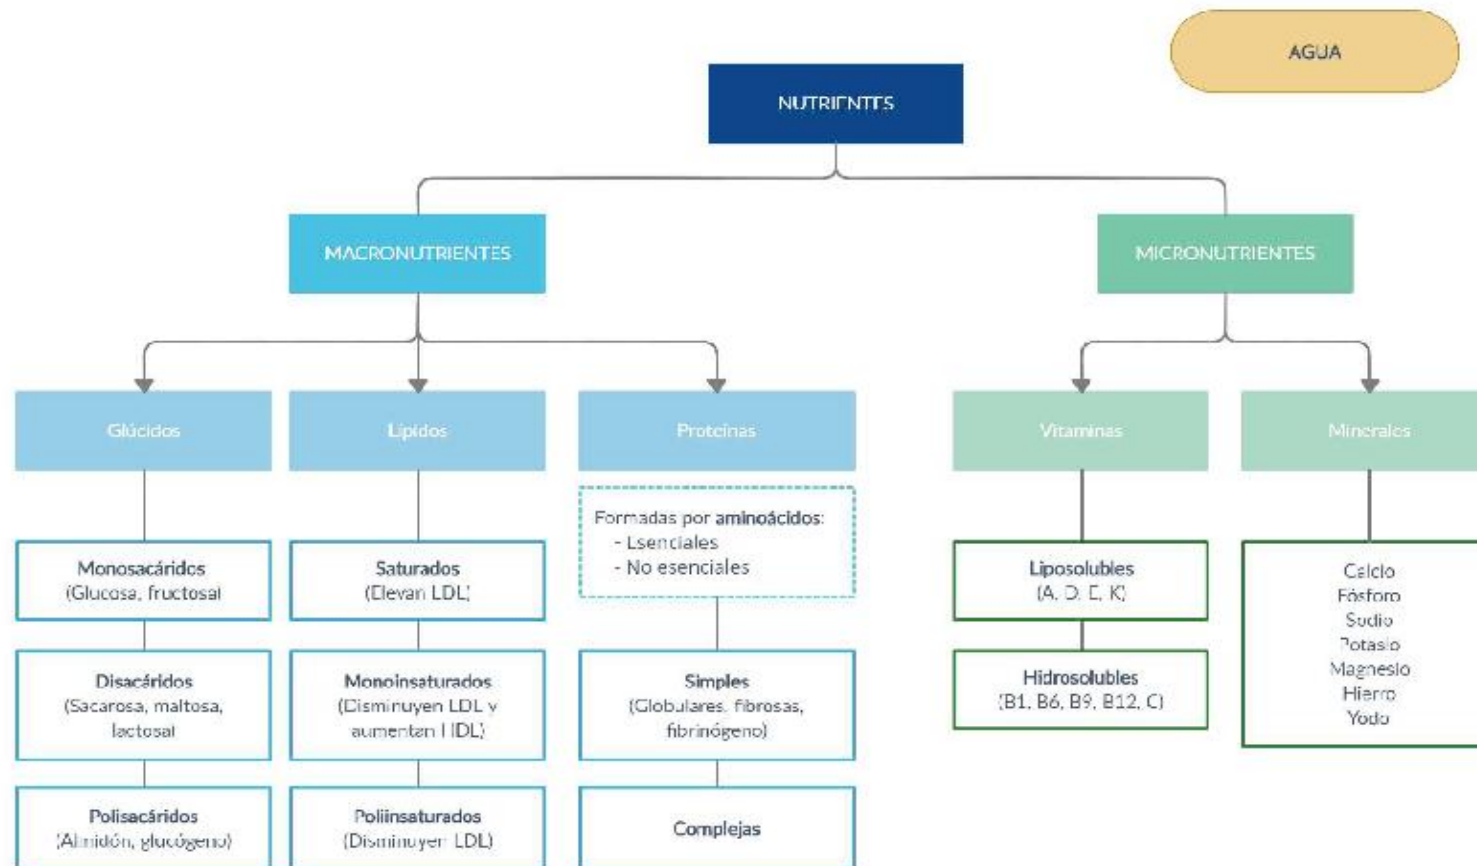 AGUA
NUTRIENTES
MACRONUTRIENTES
MICRONUTRIENTES
Glúcidos
Lípidos
Proteínas
Vitaminas
Minerales
Monosacáridos
(Glucosa, fructosa)
Disacáridos
(Sacarosa, maltosa,
lactosa)
Polisacáridos
(Almidón, glucógeno)
Saturados
(Elevan LDL)
Monoinsaturados
(Disminuyen LDL y
aumentan HDL)
Poliinsaturados
(Disminuyen LDL)
Formadas por aminoácidos:
- Esenciales
- No esenciales
Simples
(Globulares, fibrosas,
fibrinógeno)
Complejas
Liposolubles
(A, D, E, K)
Hidrosolubles
(B1, B6, B9, B12, C)
Calcio
Fósforo
Sodio
Potasio
Magnesio
Hierro
Yodo